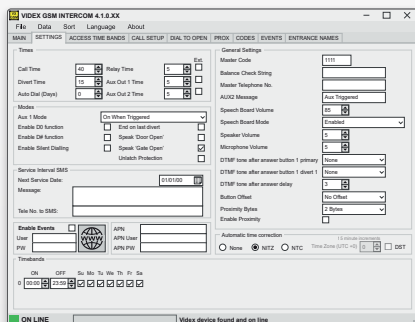 VIDEX GSM INTERCOM 4.1.0.XX
File Data Sort Language About
MAIN SETTINGS ACCESS TIME BANDS CALL SETUP DIAL TO OPEN PROX CODES EVENTS ENTRANCE NAMES
Times
Ext.
Call Time 40 Relay Time 5
Divert Time 15 Aux Out 1 Time 5
Auto Dial (Days) 0 Aux Out 2 Time 5
Modes
Aux 1 Mode On When Triggered
Enable D0 function End on last divert
Enable D# function Speak 'Door Open'
Enable Silent Dialling Speak 'Gate Open'
Unlatch Protection
Service Interval SMS
Next Service Date: 01/01/00
Message:
Tele No. to SMS:
Enable Events
User
PW
WWW
APN
APN User
APN PW
General Settings
Master Code 1111
Balance Check String
Master Telephone No.
AUX2 Message Aux Triggered
Speech Board Volume 85
Speech Board Mode Enabled
Speaker Volume 5
Microphone Volume 5
DTMF tone after answer button 1 primary None
DTMF tone after answer button 1 divert 1 None
DTMF tone after answer delay 3
Button Offset No Offset
Proximity Bytes 2 Bytes
Enable Proximity
Automatic time correction
None NITZ NTC Time Zone (UTC +0) 0 DST
Timebands
ON OFF Su Mo Tu We Th Fr Sa
0 00:00 23:59
ON LINE Videx device found and on line